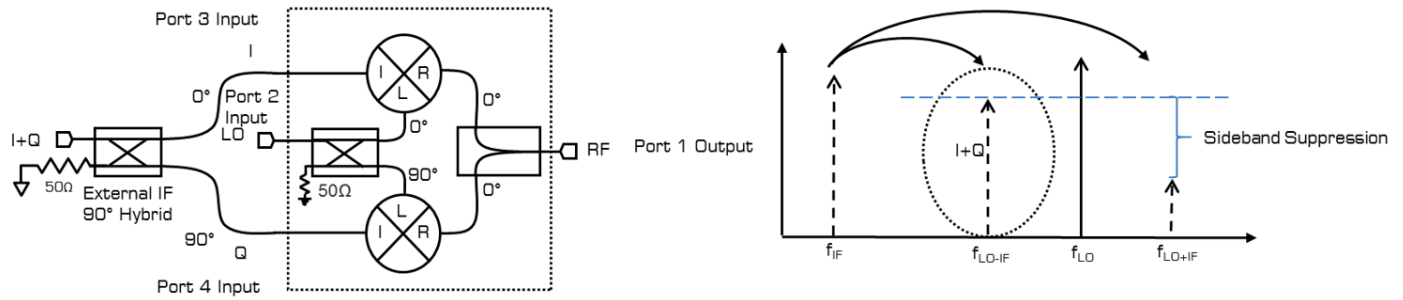 Port 3 Input
I
0°
Port 2
Input
LO
I+Q
50Ω
External IF
90° Hybrid
90°
Q
Port 4 Input
I
R
L
0°
50Ω
90°
L
I
R
0°
0°
RF
Port 1 Output
I+Q
Sideband Suppression
fIF
fLO-IF
fLO
fLO+IF